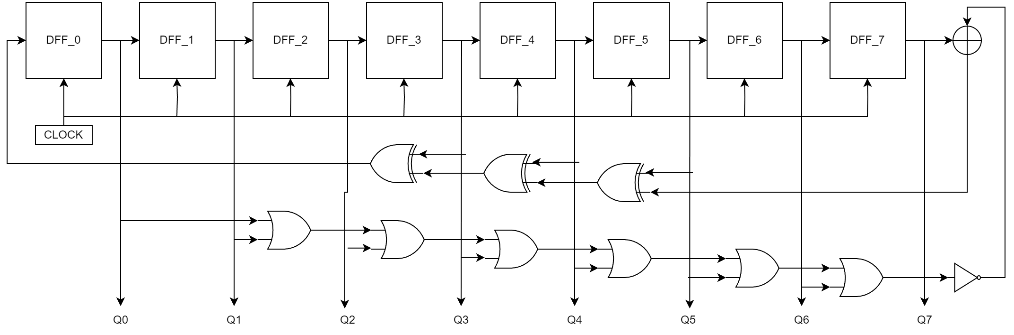 DFF_0 DFF_1 DFF_2 DFF_3 DFF_4 DFF_5 DFF_6 DFF_7
CLOCK
Q0 Q1 Q2 Q3 Q4 Q5 Q6 Q7